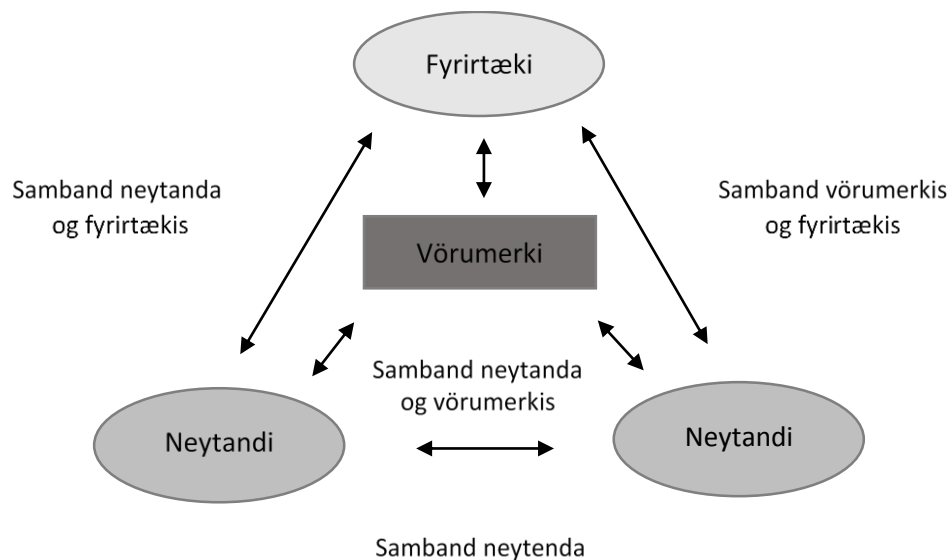 Fyrirtæki
Samband neytanda
og fyrirtækis
Samband vörumerkis
og fyrirtækis
Vörumerki
Samband neytanda
og vörumerkis
Neytandi
Neytandi
Samband neytenda